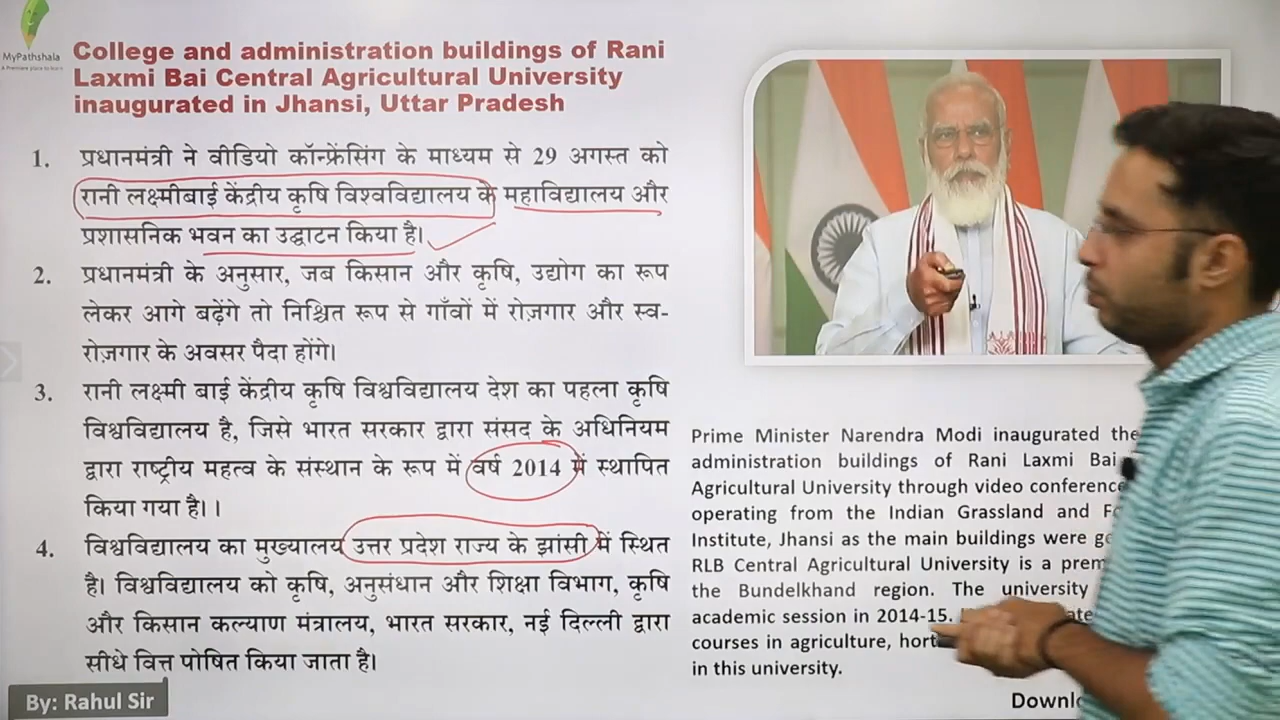 MyPathshala
College and administration buildings of Rani
Laxmi Bai Central Agricultural University
inaugurated in Jhansi, Uttar Pradesh
1. प्रधानमंत्री ने वीडियो कॉन्फ्रेंसिंग के माध्यम से 29 अगस्त को
रानी लक्ष्मीबाई केंद्रीय कृषि विश्वविद्यालय के महाविद्यालय और
प्रशासनिक भवन का उद्घाटन किया है।
2. प्रधानमंत्री के अनुसार, जब किसान और कृषि, उद्योग का रूप
लेकर आगे बढ़ेंगे तो निश्चित रूप से गाँवों में रोज़गार और स्व-
रोज़गार के अवसर पैदा होंगे।
3. रानी लक्ष्मी बाई केंद्रीय कृषि विश्वविद्यालय देश का पहला कृषि
विश्वविद्यालय है, जिसे भारत सरकार द्वारा संसद के अधिनियम
द्वारा राष्ट्रीय महत्व के संस्थान के रूप में वर्ष 2014 में स्थापित
किया गया है।।
4. विश्वविद्यालय का मुख्यालय उत्तर प्रदेश राज्य के झांसी में स्थित
है। विश्वविद्यालय को कृषि, अनुसंधान और शिक्षा विभाग, कृषि
और किसान कल्याण मंत्रालय, भारत सरकार, नई दिल्ली द्वारा
सीधे वित्त पोषित किया जाता है।
Prime Minister Narendra Modi inaugurated the
administration buildings of Rani Laxmi Bai
Agricultural University through video conference
operating from the Indian Grassland and
Institute, Jhansi as the main buildings were
RLB Central Agricultural University is a
the Bundelkhand region. The university
academic session in 2014-15.
courses in agriculture,
in this university.
By: Rahul Sir